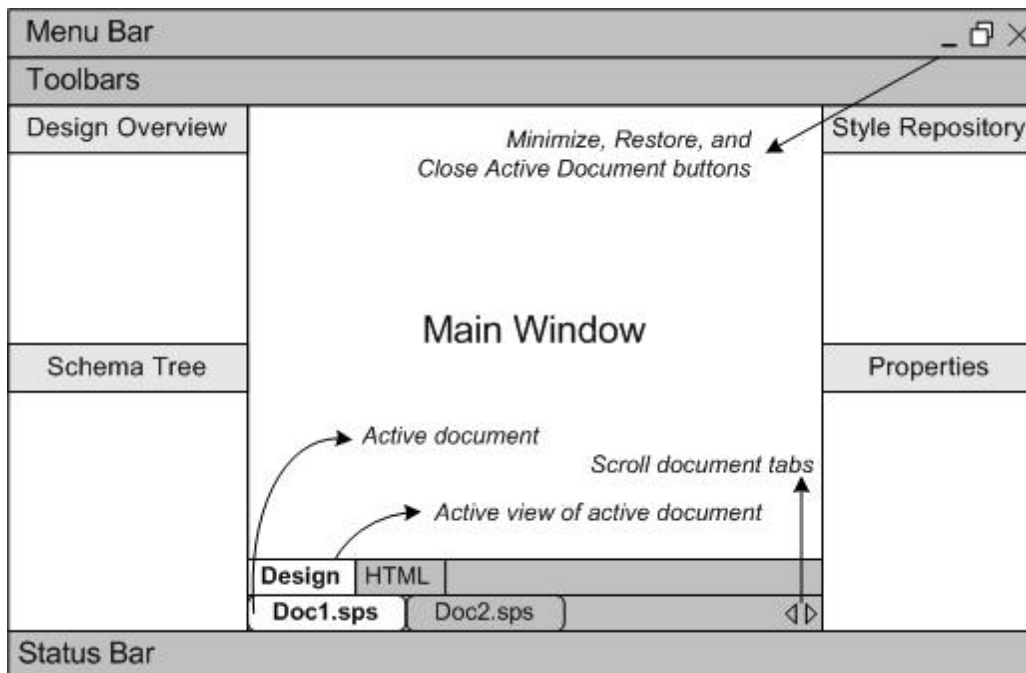 Menu Bar
Toolbars
Design Overview
Style Repository
Minimize, Restore, and
Close Active Document buttons
Main Window
Schema Tree
Properties
Active document
Scroll document tabs
Active view of active document
Design HTML
Doc1.sps Doc2.sps
Status Bar